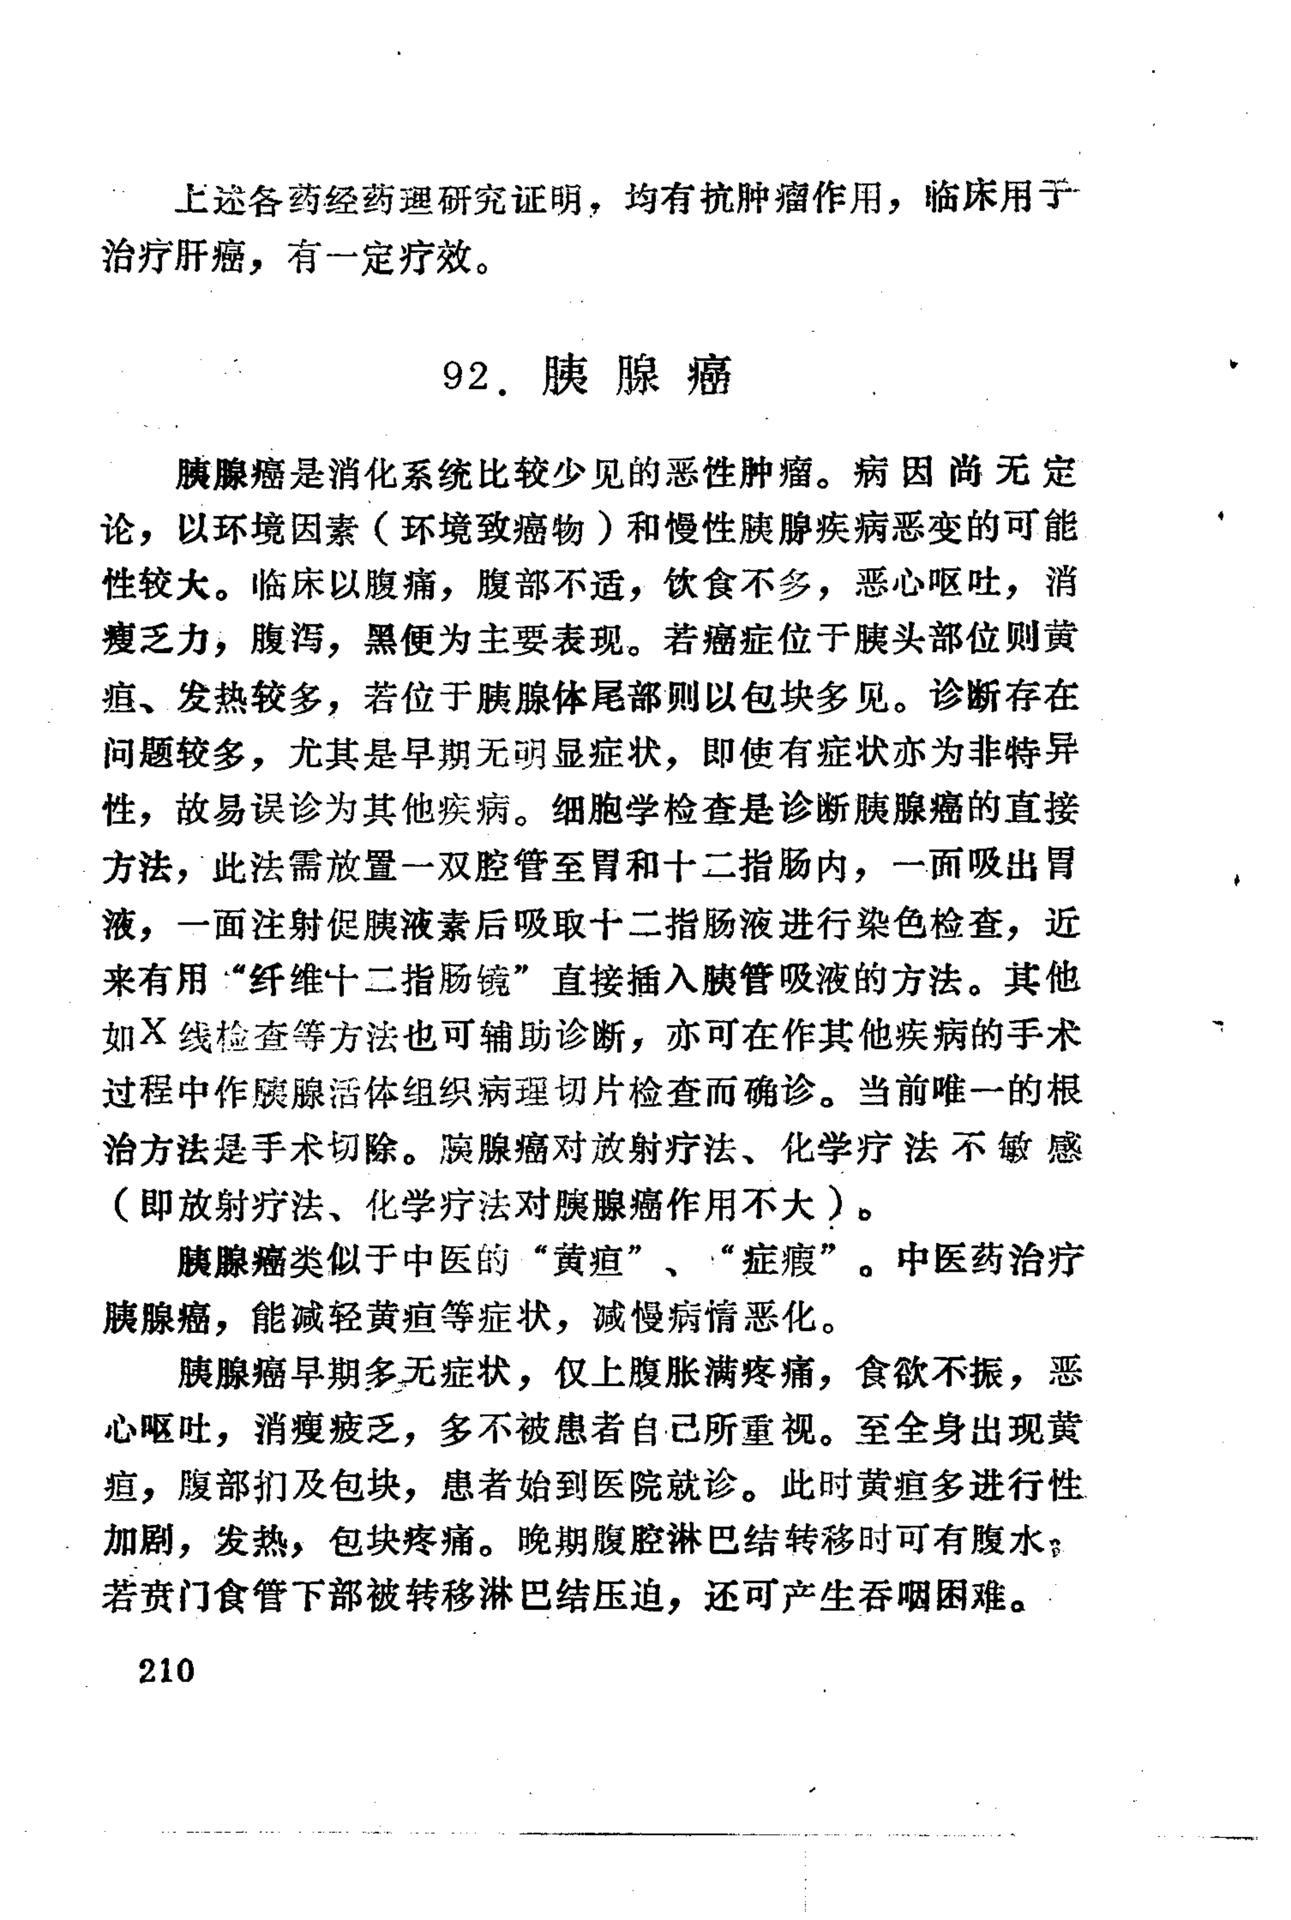 上述各药经药理研究证明，均有抗肿瘤作用，临床用于
治疗肝癌，有一定疗效。
92．胰腺癌
胰腺癌是消化系统比较少见的恶性肿瘤。病因尚无定
论，以环境因素（环境致癌物）和慢性胰腺疾病恶变的可能
性较大。临床以腹痛，腹部不适，饮食不多，恶心呕吐，消
瘦乏力，腹泻，黑便为主要表现。若癌症位于胰头部位则黄
疸、发热较多，若位于胰腺体尾部则以包块多见。诊断存在
问题较多，尤其是早期无明显症状，即使有症状亦为非特异
性，故易误诊为其他疾病。细胞学检查是诊断胰腺癌的直接
方法，此法需放置一双腔管至胃和十二指肠内，一面吸出胃
液，一面注射促胰液素后吸取十二指肠液进行染色检查，近
来有用“纤维十二指肠镜”直接插入胰管吸液的方法。其他
如X线检查等方法也可辅助诊断，亦可在作其他疾病的手术
过程中作胰腺活体组织病理切片检查而确诊。当前唯一的根
治方法是手术切除。胰腺癌对放射疗法、化学疗法不敏感
（即放射疗法、化学疗法对胰腺癌作用不大）。
胰腺癌类似于中医的“黄疸”、“症瘕”。中医药治疗
胰腺癌，能减轻黄疸等症状，减慢病情恶化。
胰腺癌早期多无症状，仅上腹胀满疼痛，食欲不振，恶
心呕吐，消瘦疲乏，多不被患者自己所重视。至全身出现黄
疸，腹部扪及包块，患者始到医院就诊。此时黄疸多进行性
加剧，发热，包块疼痛。晚期腹腔淋巴结转移时可有腹水；
若贲门食管下部被转移淋巴结压迫，还可产生吞咽困难。
210